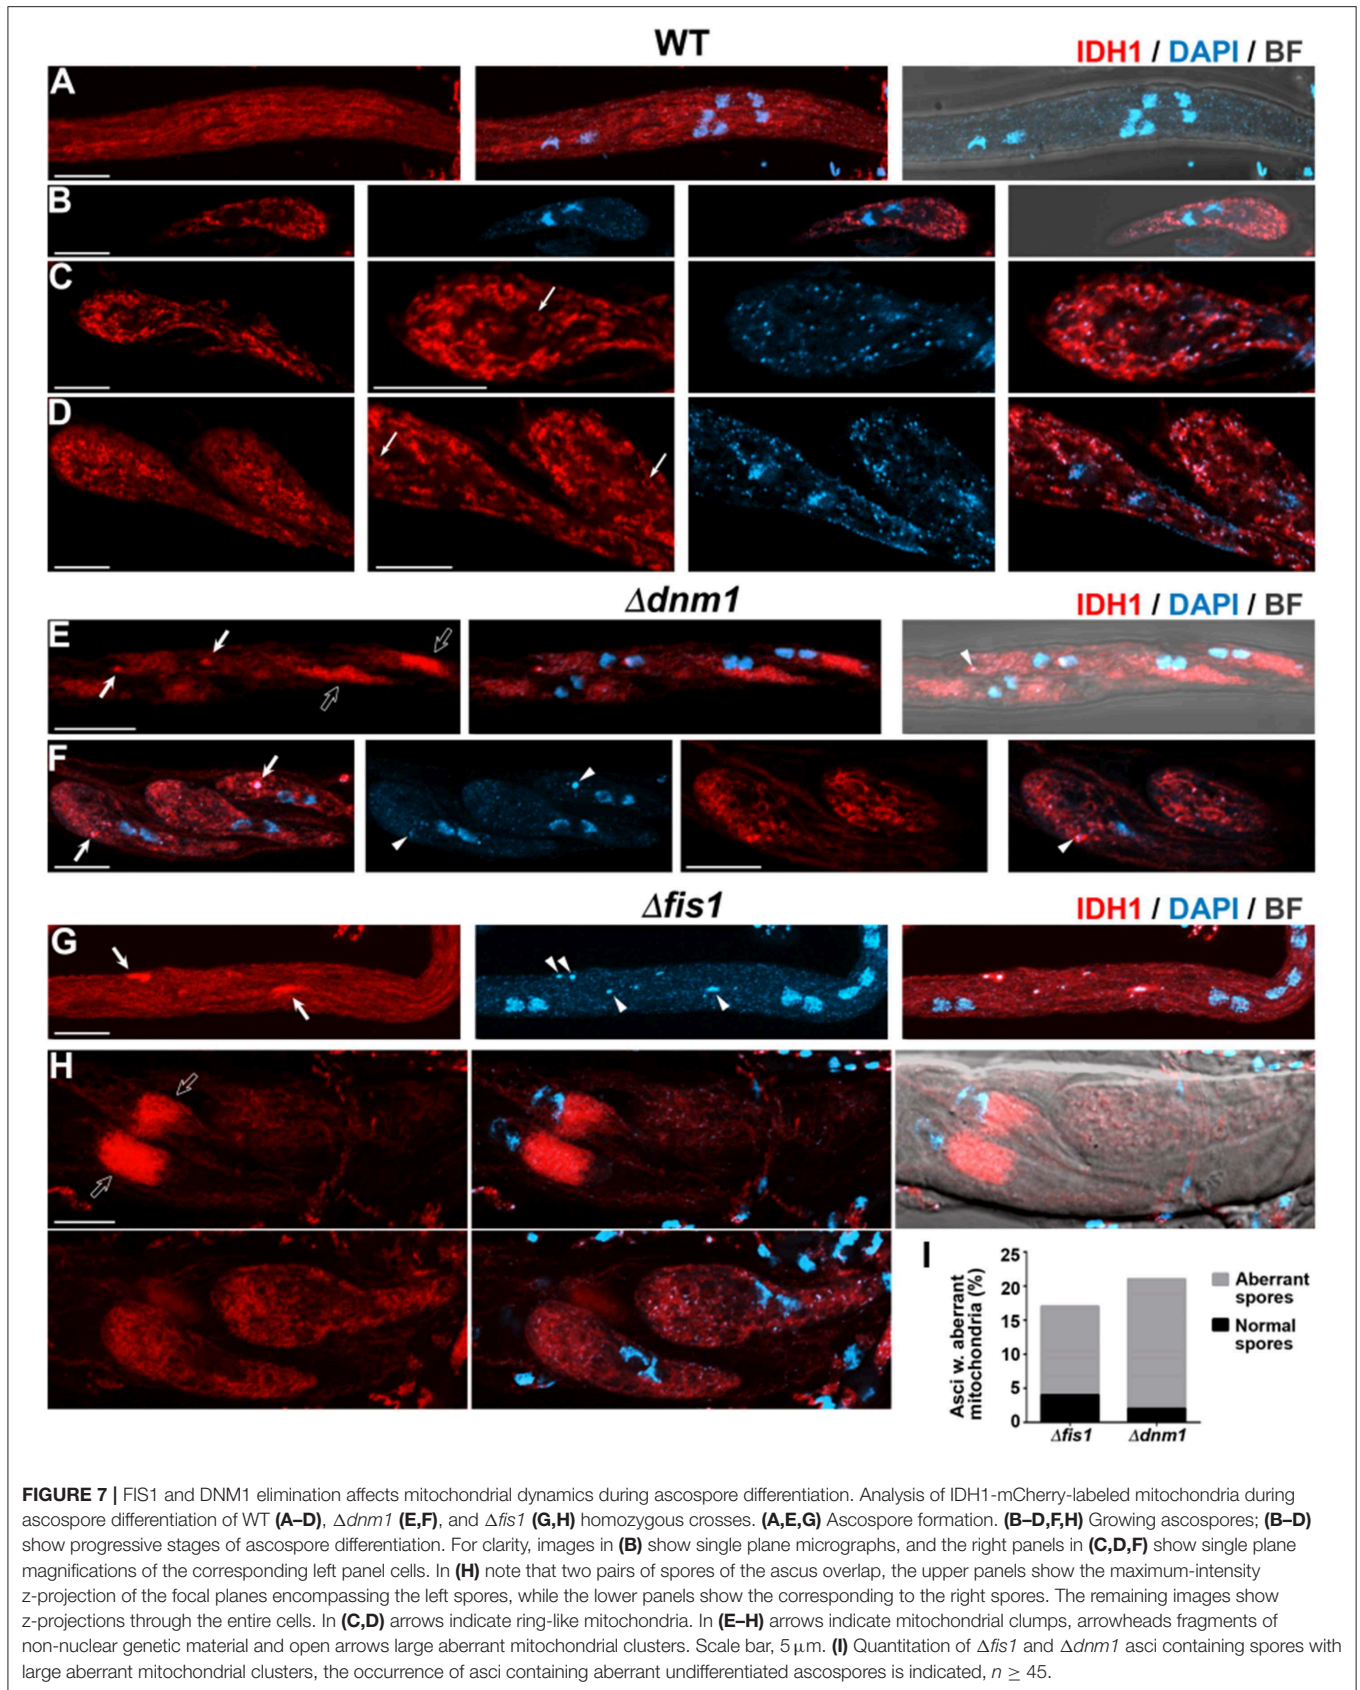 WT
IDH1 / DAPI / BF
A
B
C
D
Δdnm1
IDH1 / DAPI / BF
E
F
Δfis1
IDH1 / DAPI / BF
G
H
I
Asci w. aberrant
mitochondria (%)
25
20
15
10
5
0
Δfis1
Δdnm1
Aberrant
spores
Normal
spores
FIGURE 7 | FIS1 and DNM1 elimination affects mitochondrial dynamics during ascospore differentiation. Analysis of IDH1-mCherry-labeled mitochondria during
ascospore differentiation of WT (A–D), Δdnm1 (E,F), and Δfis1 (G,H) homozygous crosses. (A,E,G) Ascospore formation. (B–D,F,H) Growing ascospores; (B–D)
show progressive stages of ascospore differentiation. For clarity, images in (B) show single plane micrographs, and the right panels in (C,D,F) show single plane
magnifications of the corresponding left panel cells. In (H) note that two pairs of spores of the ascus overlap, the upper panels show the maximum-intensity
z-projection of the focal planes encompassing the left spores, while the lower panels show the corresponding to the right spores. The remaining images show
z-projections through the entire cells. In (C,D) arrows indicate ring-like mitochondria. In (E–H) arrows indicate mitochondrial clumps, arrowheads fragments of
non-nuclear genetic material and open arrows large aberrant mitochondrial clusters. Scale bar, 5 μm. (I) Quantitation of Δfis1 and Δdnm1 asci containing spores with
large aberrant mitochondrial clusters, the occurrence of asci containing aberrant undifferentiated ascospores is indicated, n ≥ 45.